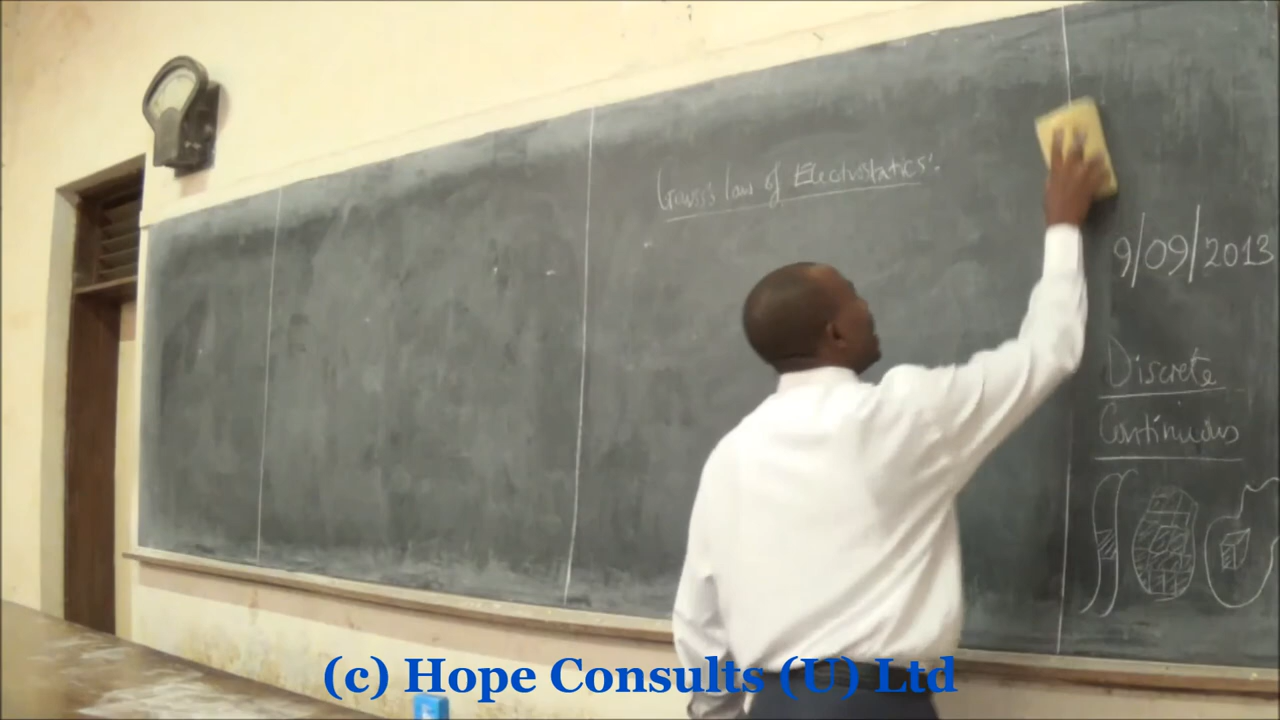 Gauss's law of Electrostatics'.
9/09/2013
Discrete
Continuous
(c) Hope Consults (U) Ltd